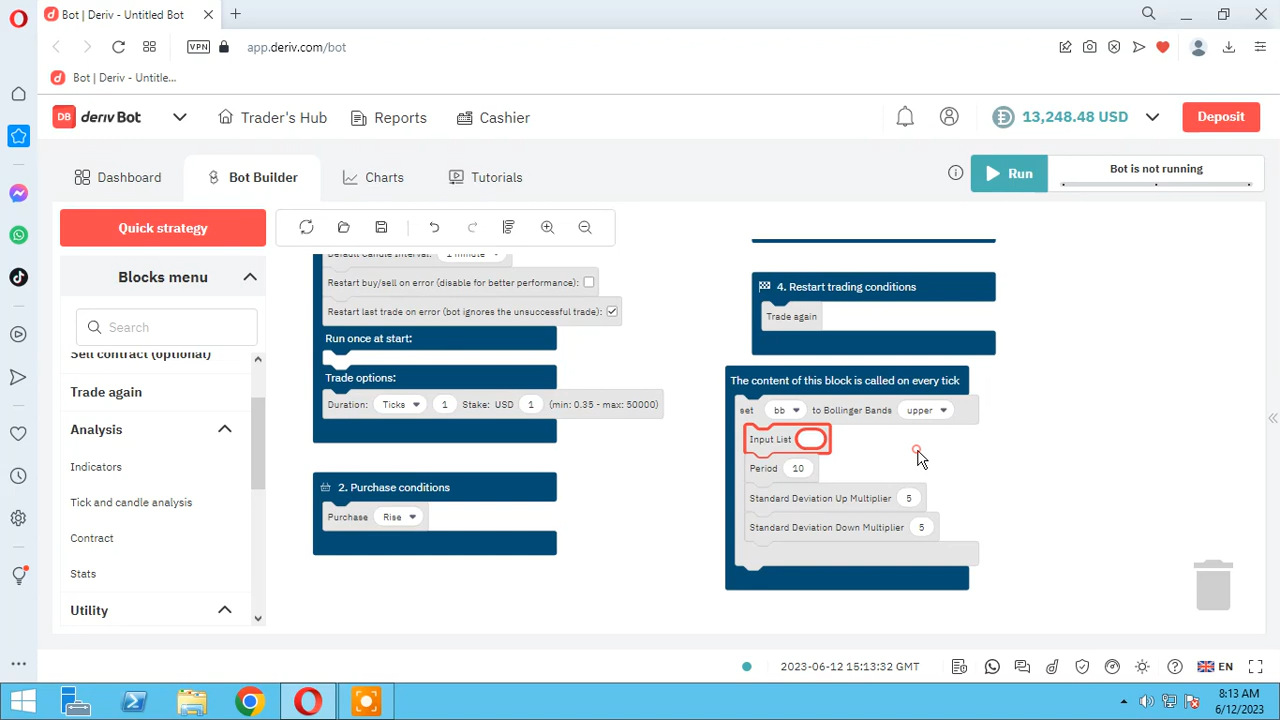 Bot | Deriv - Untitled Bot
VPN
app.deriv.com/bot
Bot | Deriv - Untitle...
DB deriv Bot
Trader's Hub
Reports
Cashier
13,248.48 USD
Deposit
Dashboard
Bot Builder
Charts
Tutorials
Run
Bot is not running
Quick strategy
Blocks menu
Search
Sell contract (optional)
Trade again
Analysis
Indicators
Tick and candle analysis
Contract
Stats
Utility
Default Candle Interval: 1 minute
Restart buy/sell on error (disable for better performance):
Restart last trade on error (bot ignores the unsuccessful trade):
Run once at start:
Trade options:
Duration: Ticks 1 Stake: USD 1 (min: 0.35 - max: 50000)
2. Purchase conditions
Purchase Rise
4. Restart trading conditions
Trade again
The content of this block is called on every tick
set bb to Bollinger Bands upper
Input List
Period 10
Standard Deviation Up Multiplier 5
Standard Deviation Down Multiplier 5
2023-06-12 15:13:32 GMT
EN
8:13 AM
6/12/2023